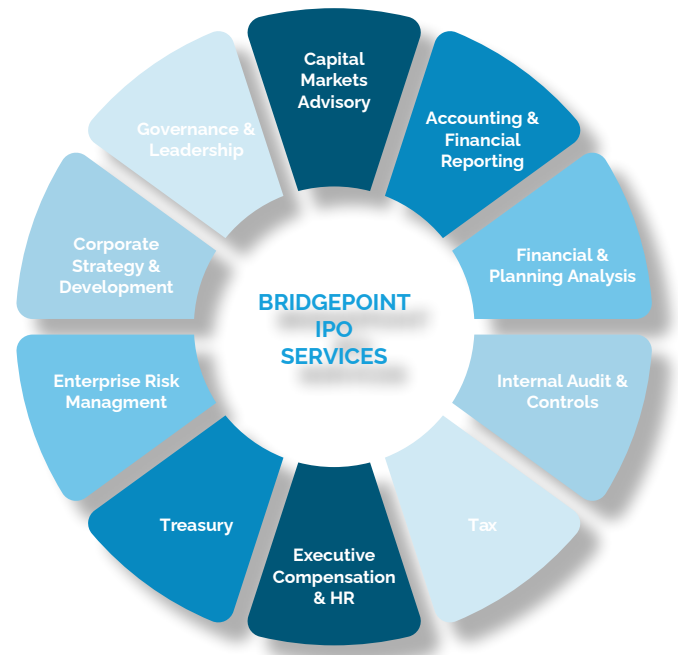 Capital
Markets
Advisory
Accounting &
Financial
Reporting
Financial &
Planning Analysis
Internal Audit &
Controls
Tax
Executive
Compensation
& HR
Treasury
Enterprise Risk
Managment
Corporate
Strategy &
Development
Governance &
Leadership
BRIDGEPOINT
IPO
SERVICES